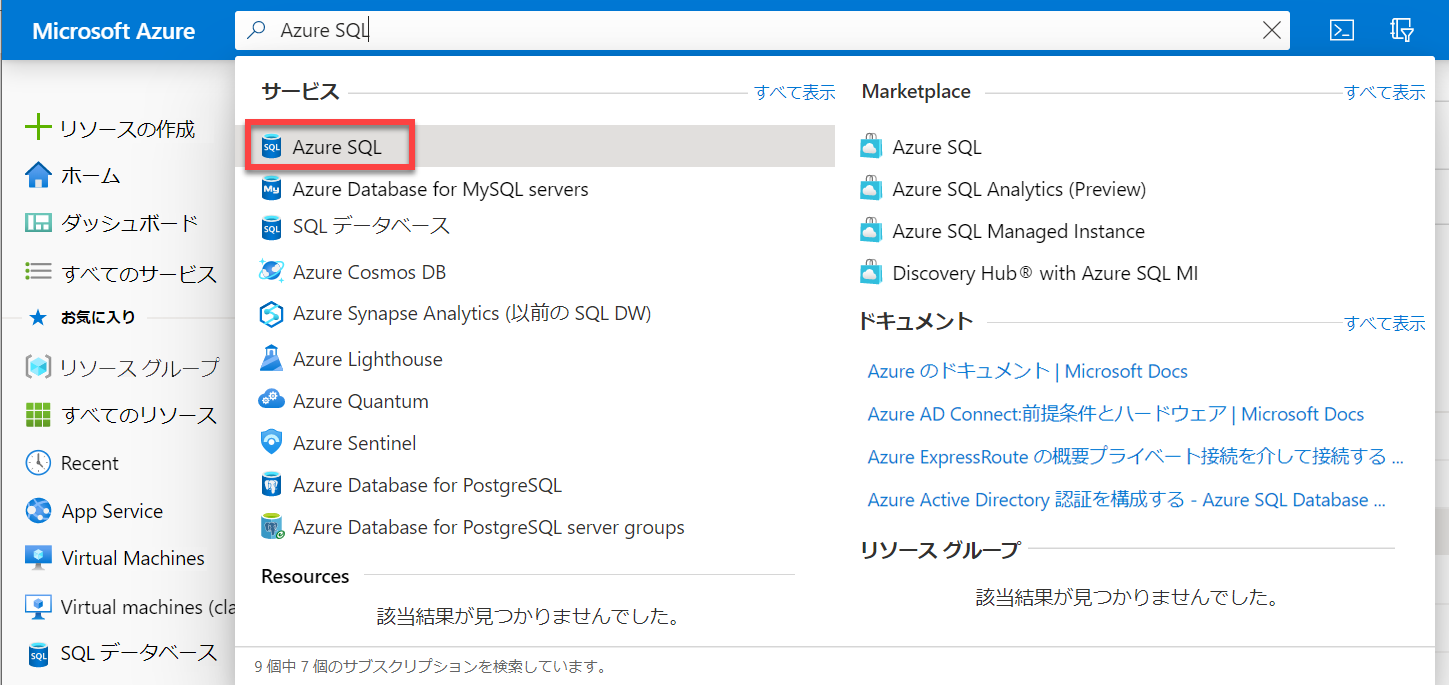 Microsoft Azure
Azure SQL
リソースの作成
ホーム
ダッシュボード
すべてのサービス
お気に入り
リソース グループ
すべてのリソース
Recent
App Service
Virtual Machines
Virtual machines (cla
SQL データベース
サービス
すべて表示
Azure SQL
Azure Database for MySQL servers
SQL データベース
Azure Cosmos DB
Azure Synapse Analytics (以前の SQL DW)
Azure Lighthouse
Azure Quantum
Azure Sentinel
Azure Database for PostgreSQL
Azure Database for PostgreSQL server groups
Resources
該当結果が見つかりませんでした。
Marketplace
すべて表示
Azure SQL
Azure SQL Analytics (Preview)
Azure SQL Managed Instance
Discovery Hub® with Azure SQL MI
ドキュメント
すべて表示
Azure のドキュメント | Microsoft Docs
Azure AD Connect:前提条件とハードウェア | Microsoft Docs
Azure ExpressRoute の概要プライベート接続を介して接続する ...
Azure Active Directory 認証を構成する - Azure SQL Database ...
リソース グループ
該当結果が見つかりませんでした。
9 個中 7 個のサブスクリプションを検索しています。